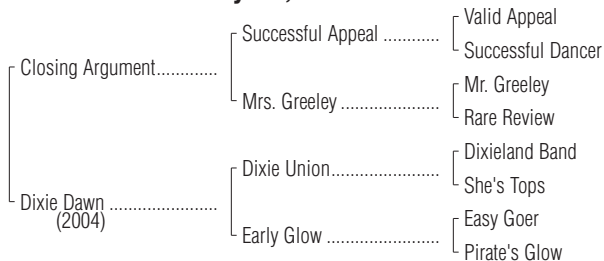 Valid Appeal
Successful Appeal ............
Successful Dancer
Closing Argument.............
Mr. Greeley
Mrs. Greeley .....................
Rare Review
Dixieland Band
Dixie Union.......................
She's Tops
Dixie Dawn .......................
(2004)
Easy Goer
Early Glow ........................
Pirate's Glow